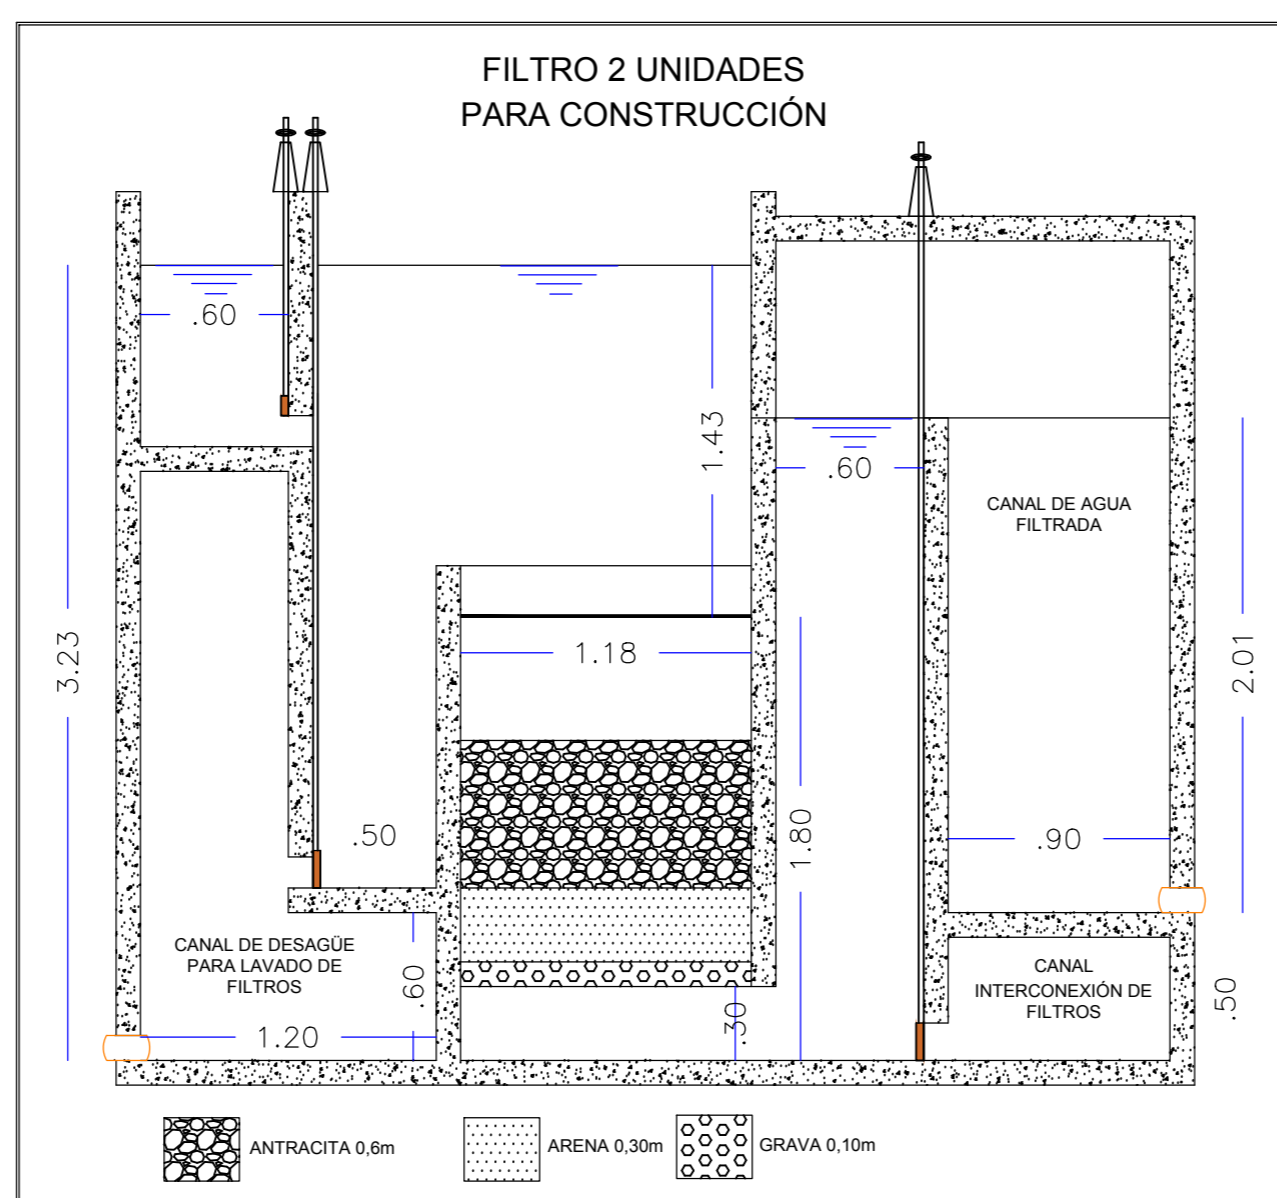 FILTRO 2 UNIDADES
PARA CONSTRUCCIÓN
.60
1.43
.60
CANAL DE AGUA
FILTRADA
3.23
1.18
2.01
.50
1.80
.90
CANAL DE DESAGÜE
PARA LAVADO DE
FILTROS
.60
CANAL
INTERCONEXIÓN DE
FILTROS
.50
1.20
.30
ANTRACITA 0,6m
ARENA 0,30m
GRAVA 0,10m